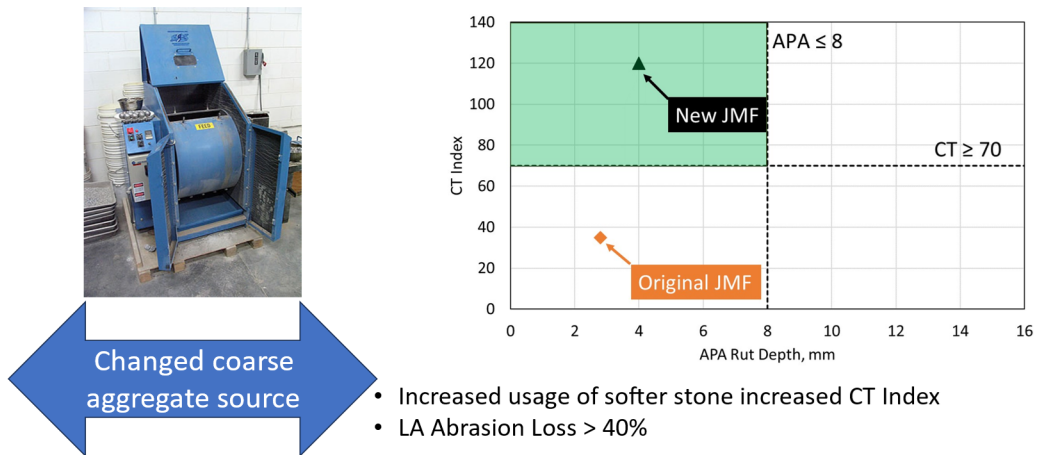 FELD
Changed coarse
aggregate source
140
120
100
80
60
40
20
0
CT Index
APA ≤ 8
New JMF
CT ≥ 70
Original JMF
0 2 4 6 8 10 12 14 16
APA Rut Depth, mm
• Increased usage of softer stone increased CT Index
• LA Abrasion Loss > 40%